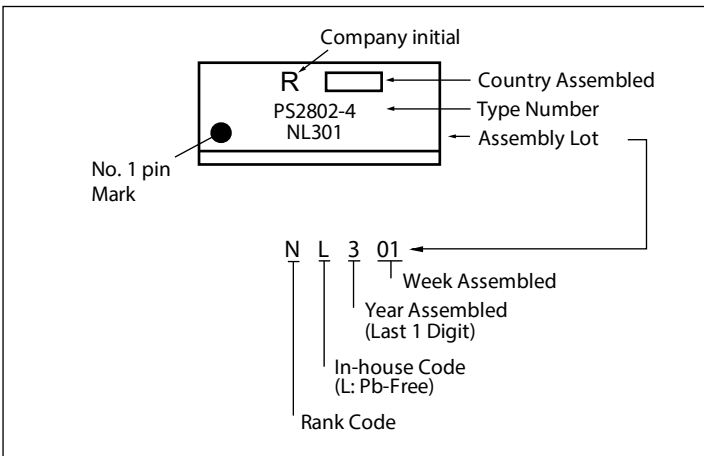 Company initial
R
Country Assembled
PS2802-4
Type Number
NL301
Assembly Lot
No. 1 pin
Mark
N L 3 01
Week Assembled
Year Assembled
(Last 1 Digit)
In-house Code
(L: Pb-Free)
Rank Code